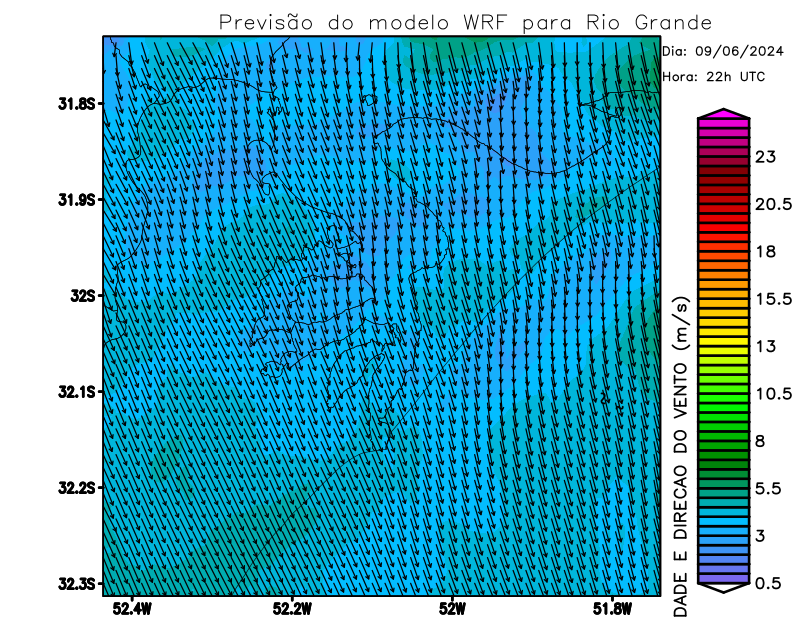 Previsão do modelo WRF para Rio Grande
Dia: 09/06/2024
Hora: 22h UTC
31.8S
31.9S
32S
32.1S
32.2S
32.3S
52.4W
52.2W
52W
51.8W
23
20.5
18
15.5
13
10.5
8
5.5
3
0.5
DADE E DIRECAO DO VENTO (m/s)